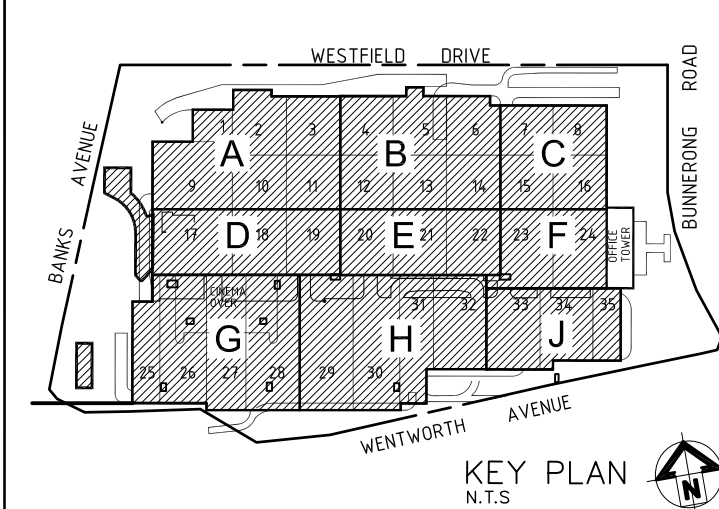 WESTFIELD DRIVE
BANKS AVENUE
BUNNERONG ROAD
1 2 3 4 5 6 7 8
A B C
9 10 11 12 13 14 15 16
17 18 19 20 21 22 23 24
D E F
OFFICE
TOWER
CINEMA
OVER
31 32 33 34 35
G H J
25 26 27 28 29 30
WENTWORTH AVENUE
KEY PLAN
N.T.S
N